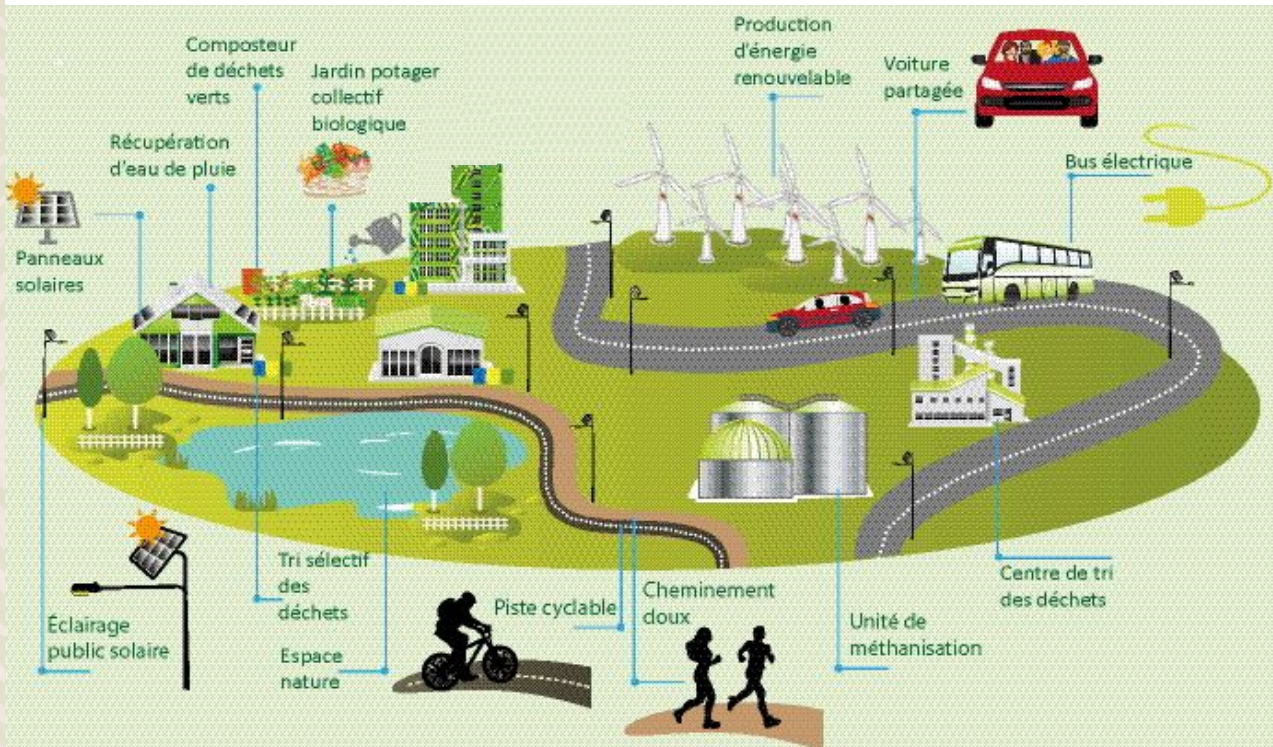 Composteur
de déchets
verts
Jardin potager
collectif
biologique
Récupération
d'eau de pluie
Panneaux
solaires
Production
d'énergie
renouvelable
Voiture
partagée
Bus électrique
Éclairage
public solaire
Tri sélectif
des
déchets
Espace
nature
Piste cyclable
Cheminement
doux
Unité de
méthanisation
Centre de tri
des déchets